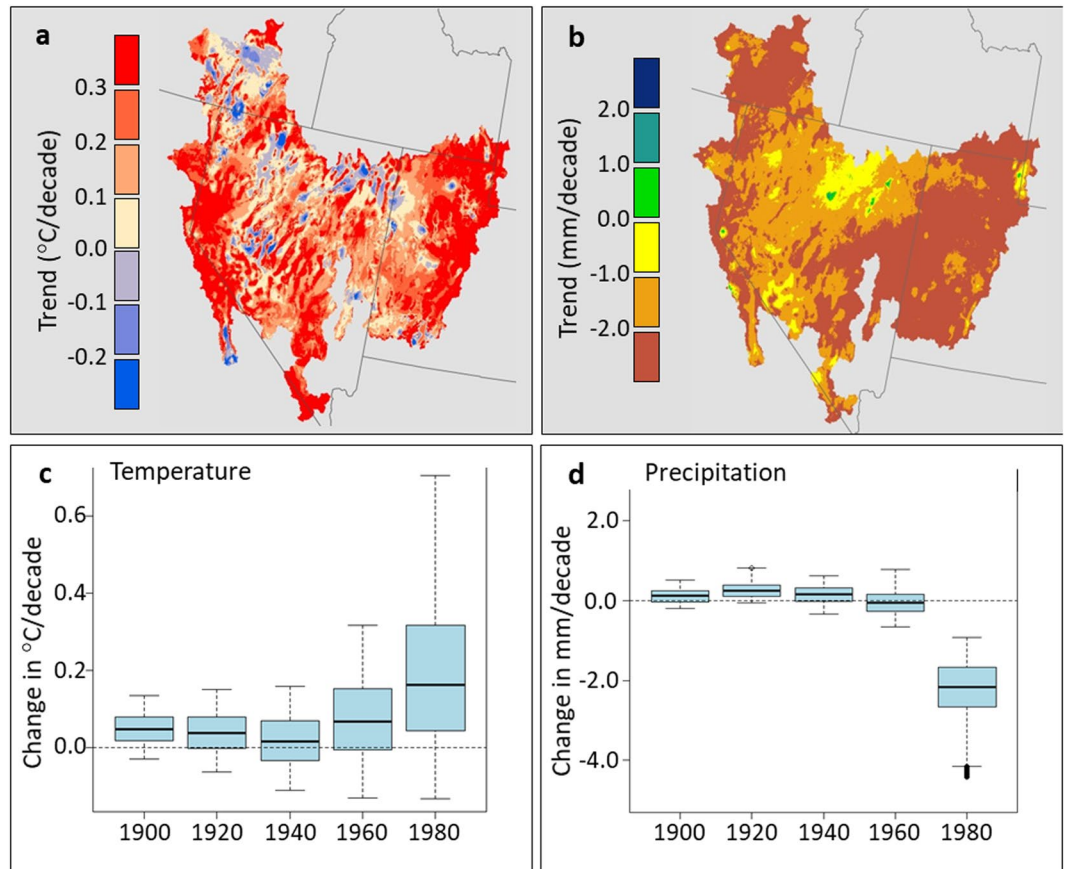 a
Trend (°C/decade)
0.3
0.2
0.1
0.0
-0.1
-0.2
b
Trend (mm/decade)
2.0
1.0
0.0
-1.0
-2.0
c
Temperature
Change in °C/decade
0.6
0.4
0.2
0.0
1900 1920 1940 1960 1980
d
Precipitation
Change in mm/decade
2.0
0.0
-2.0
-4.0
1900 1920 1940 1960 1980